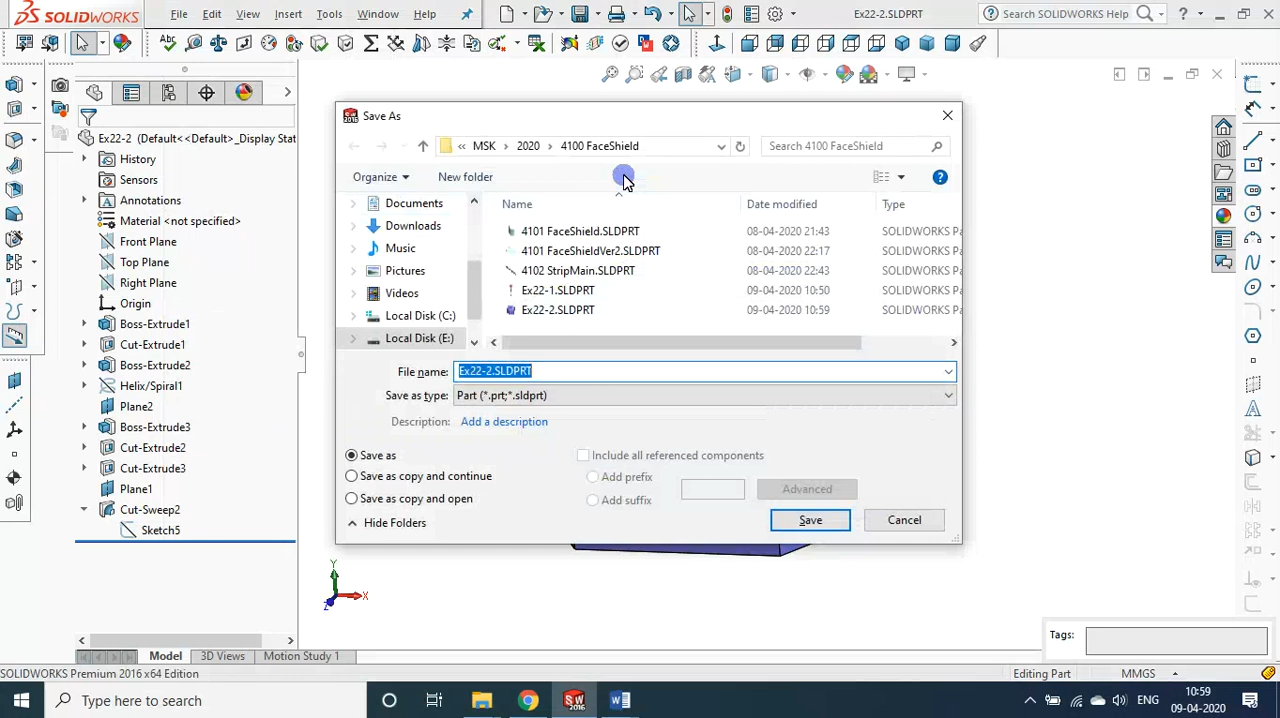 SOLIDWORKS File Edit View Insert Tools Window Help Ex22-2.SLDPRT Search SOLIDWORKS Help ?
Ex22-2 (Default<<Default>_Display Stat
History
Sensors
Annotations
Material <not specified>
Front Plane
Top Plane
Right Plane
Origin
Boss-Extrude1
Cut-Extrude1
Boss-Extrude2
Helix/Spiral1
Plane2
Boss-Extrude3
Cut-Extrude2
Cut-Extrude3
Plane1
Cut-Sweep2
Sketch5
Save As
« MSK › 2020 › 4100 FaceShield
Search 4100 FaceShield
Organize New folder ?
Documents
Downloads
Music
Pictures
Videos
Local Disk (C:)
Local Disk (E:)
Name Date modified Type
4101 FaceShield.SLDPRT 08-04-2020 21:43 SOLIDWORKS Pa
4101 FaceShieldVer2.SLDPRT 08-04-2020 22:17 SOLIDWORKS Pa
4102 StripMain.SLDPRT 08-04-2020 22:43 SOLIDWORKS Pa
Ex22-1.SLDPRT 09-04-2020 10:50 SOLIDWORKS Pa
Ex22-2.SLDPRT 09-04-2020 10:59 SOLIDWORKS Pa
File name: Ex22-2.SLDPRT
Save as type: Part (*.prt;*.sldprt)
Description: Add a description
Save as
Save as copy and continue
Save as copy and open
Include all referenced components
Add prefix
Add suffix
Advanced
Hide Folders
Save Cancel
Y
X
Z
Tags:
Model 3D Views Motion Study 1
SOLIDWORKS Premium 2016 x64 Edition Editing Part MMGS
Type here to search
ENG
10:59
09-04-2020